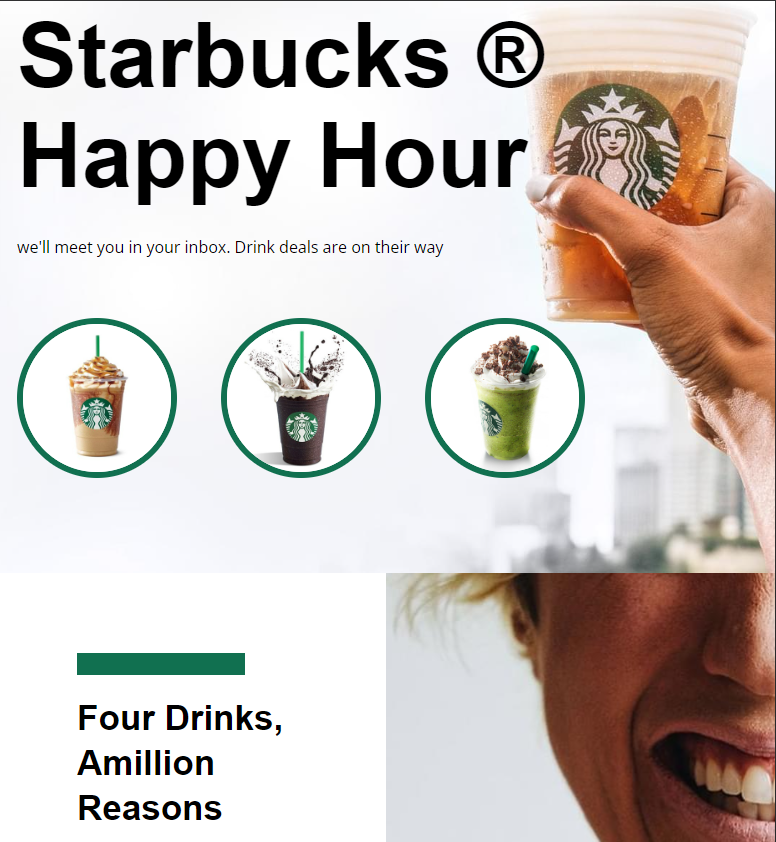 Starbucks ®
Happy Hour
we'll meet you in your inbox. Drink deals are on their way
Four Drinks,
Amillion
Reasons